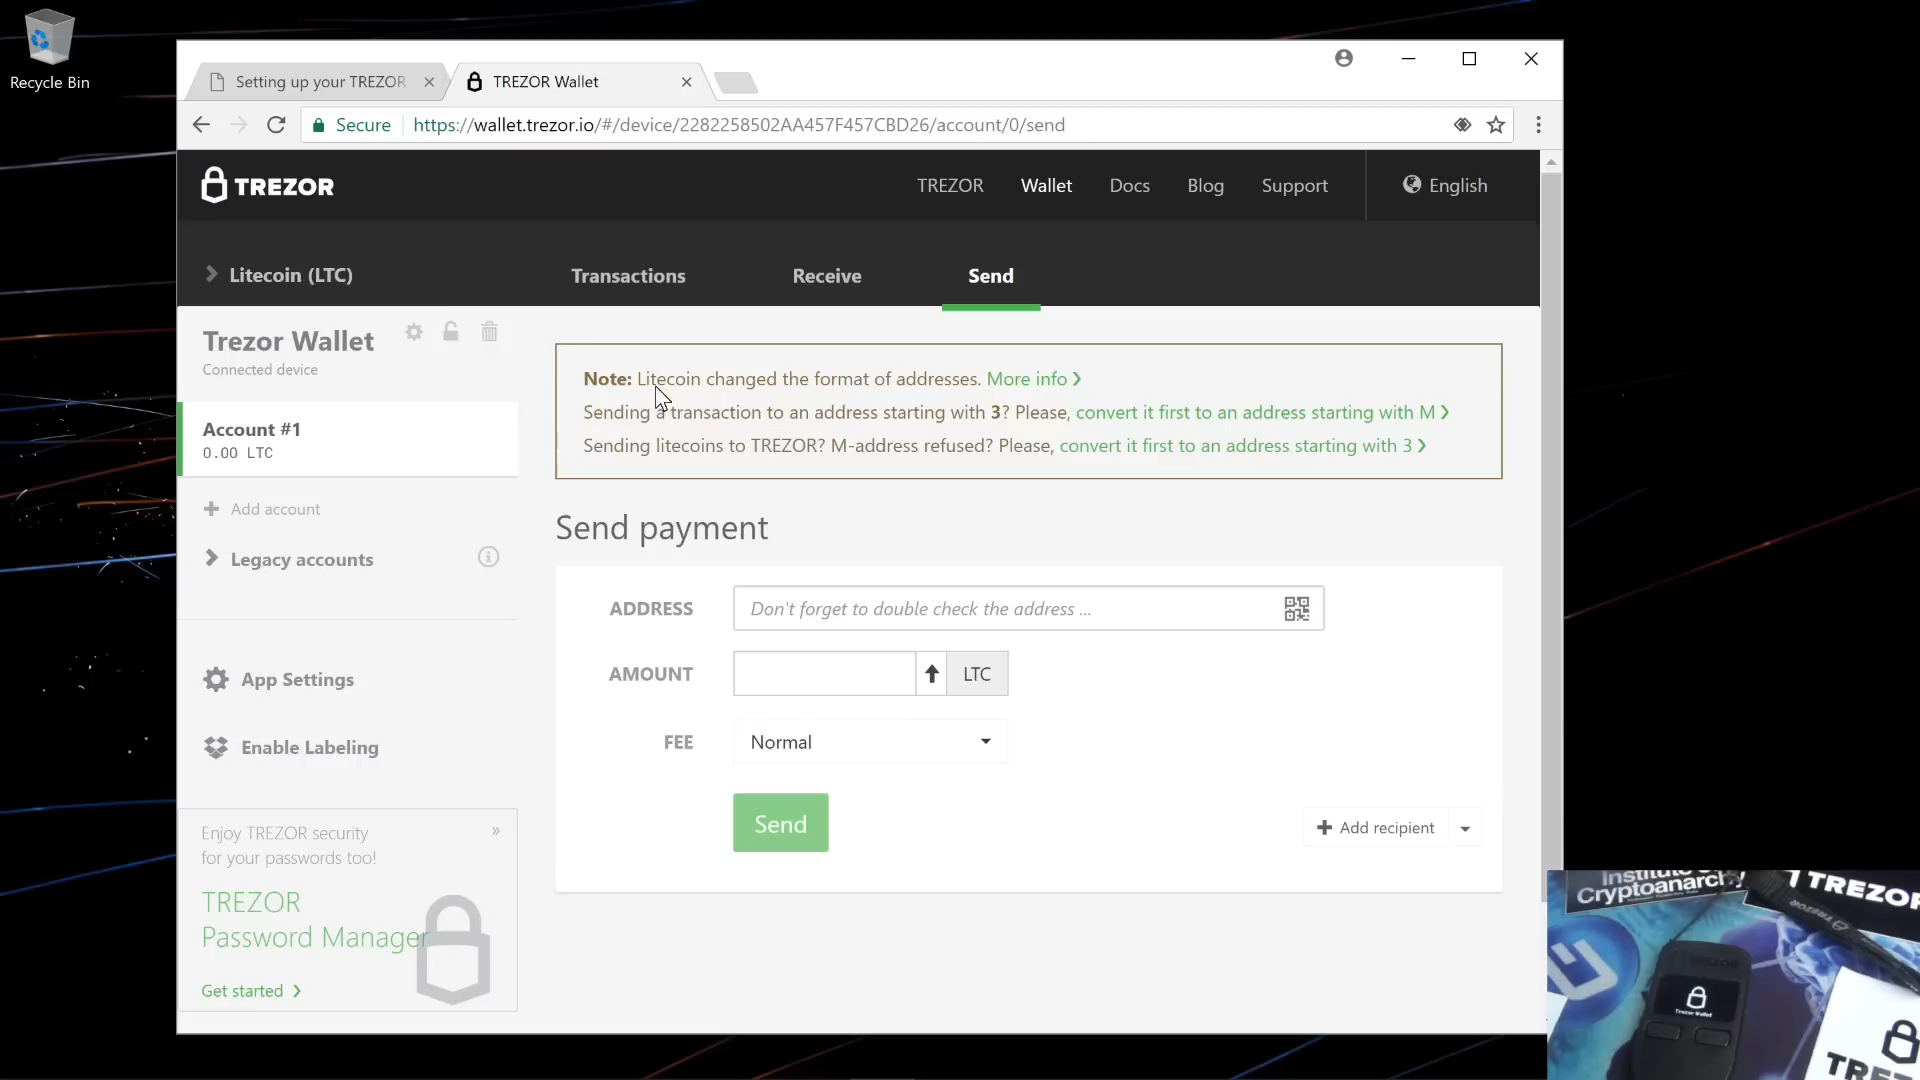 Recycle Bin
Setting up your TREZOR
TREZOR Wallet
Secure
https://wallet.trezor.io/#/device/2282258502AA457F457CBD26/account/0/send
TREZOR
TREZOR
Wallet
Docs
Blog
Support
English
Litecoin (LTC)
Transactions
Receive
Send
Trezor Wallet
Connected device
Account #1
0.00 LTC
Add account
Legacy accounts
App Settings
Enable Labeling
Enjoy TREZOR security
for your passwords too!
TREZOR
Password Manager
Get started
Note: Litecoin changed the format of addresses. More info
Sending a transaction to an address starting with 3? Please, convert it first to an address starting with M
Sending litecoins to TREZOR? M-address refused? Please, convert it first to an address starting with 3
Send payment
ADDRESS
Don't forget to double check the address ...
AMOUNT
LTC
FEE
Normal
Send
Add recipient
Institute
Cryptoanarchy
TREZOR
TREZOR
Trezor Wallet
TRE